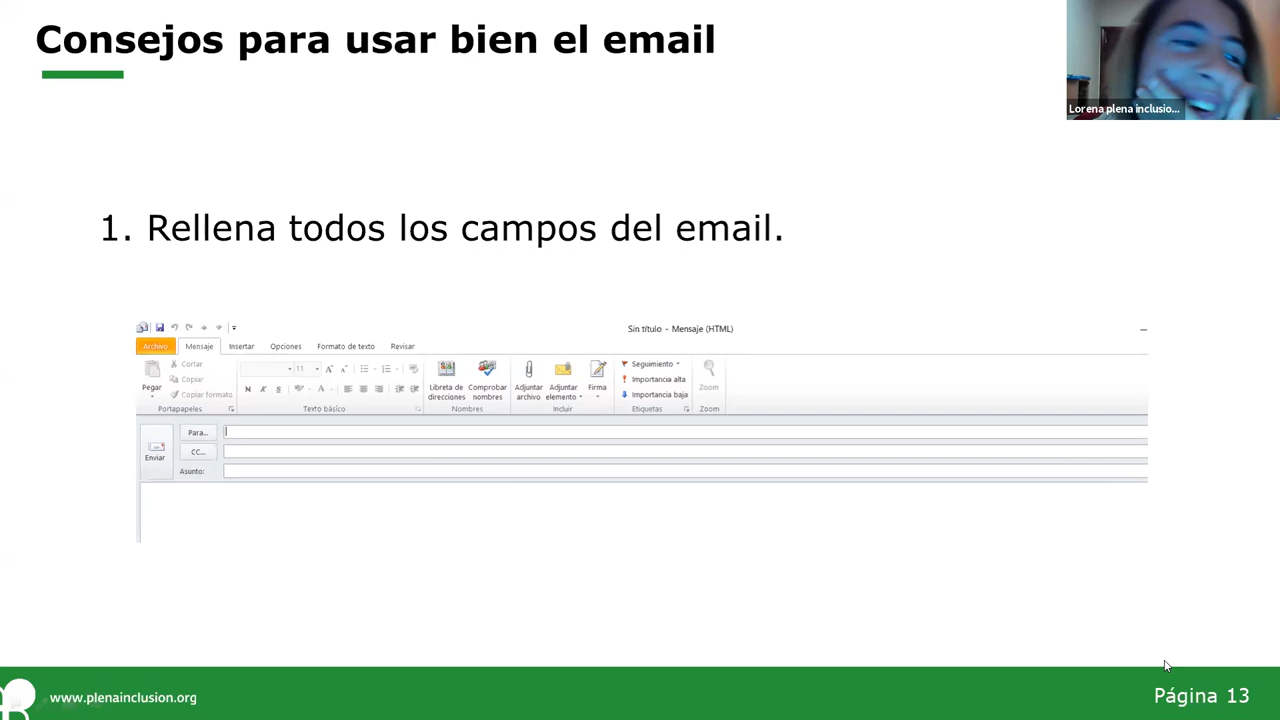 Consejos para usar bien el email
Lorena plena inclusio...
1. Rellena todos los campos del email.
Sin título - Mensaje (HTML)
Archivo Mensaje Insertar Opciones Formato de texto Revisar
Pegar
Cortar
Copiar
Copiar formato
Portapapeles
11
N K S
A
Texto básico
Libreta de direcciones
Comprobar nombres
Nombres
Adjuntar archivo
Adjuntar elemento
Firma
Incluir
Seguimiento
Importancia alta
Importancia baja
Etiquetas
Zoom
Zoom
Enviar
Para...
CC...
Asunto:
www.plenainclusion.org
Página 13